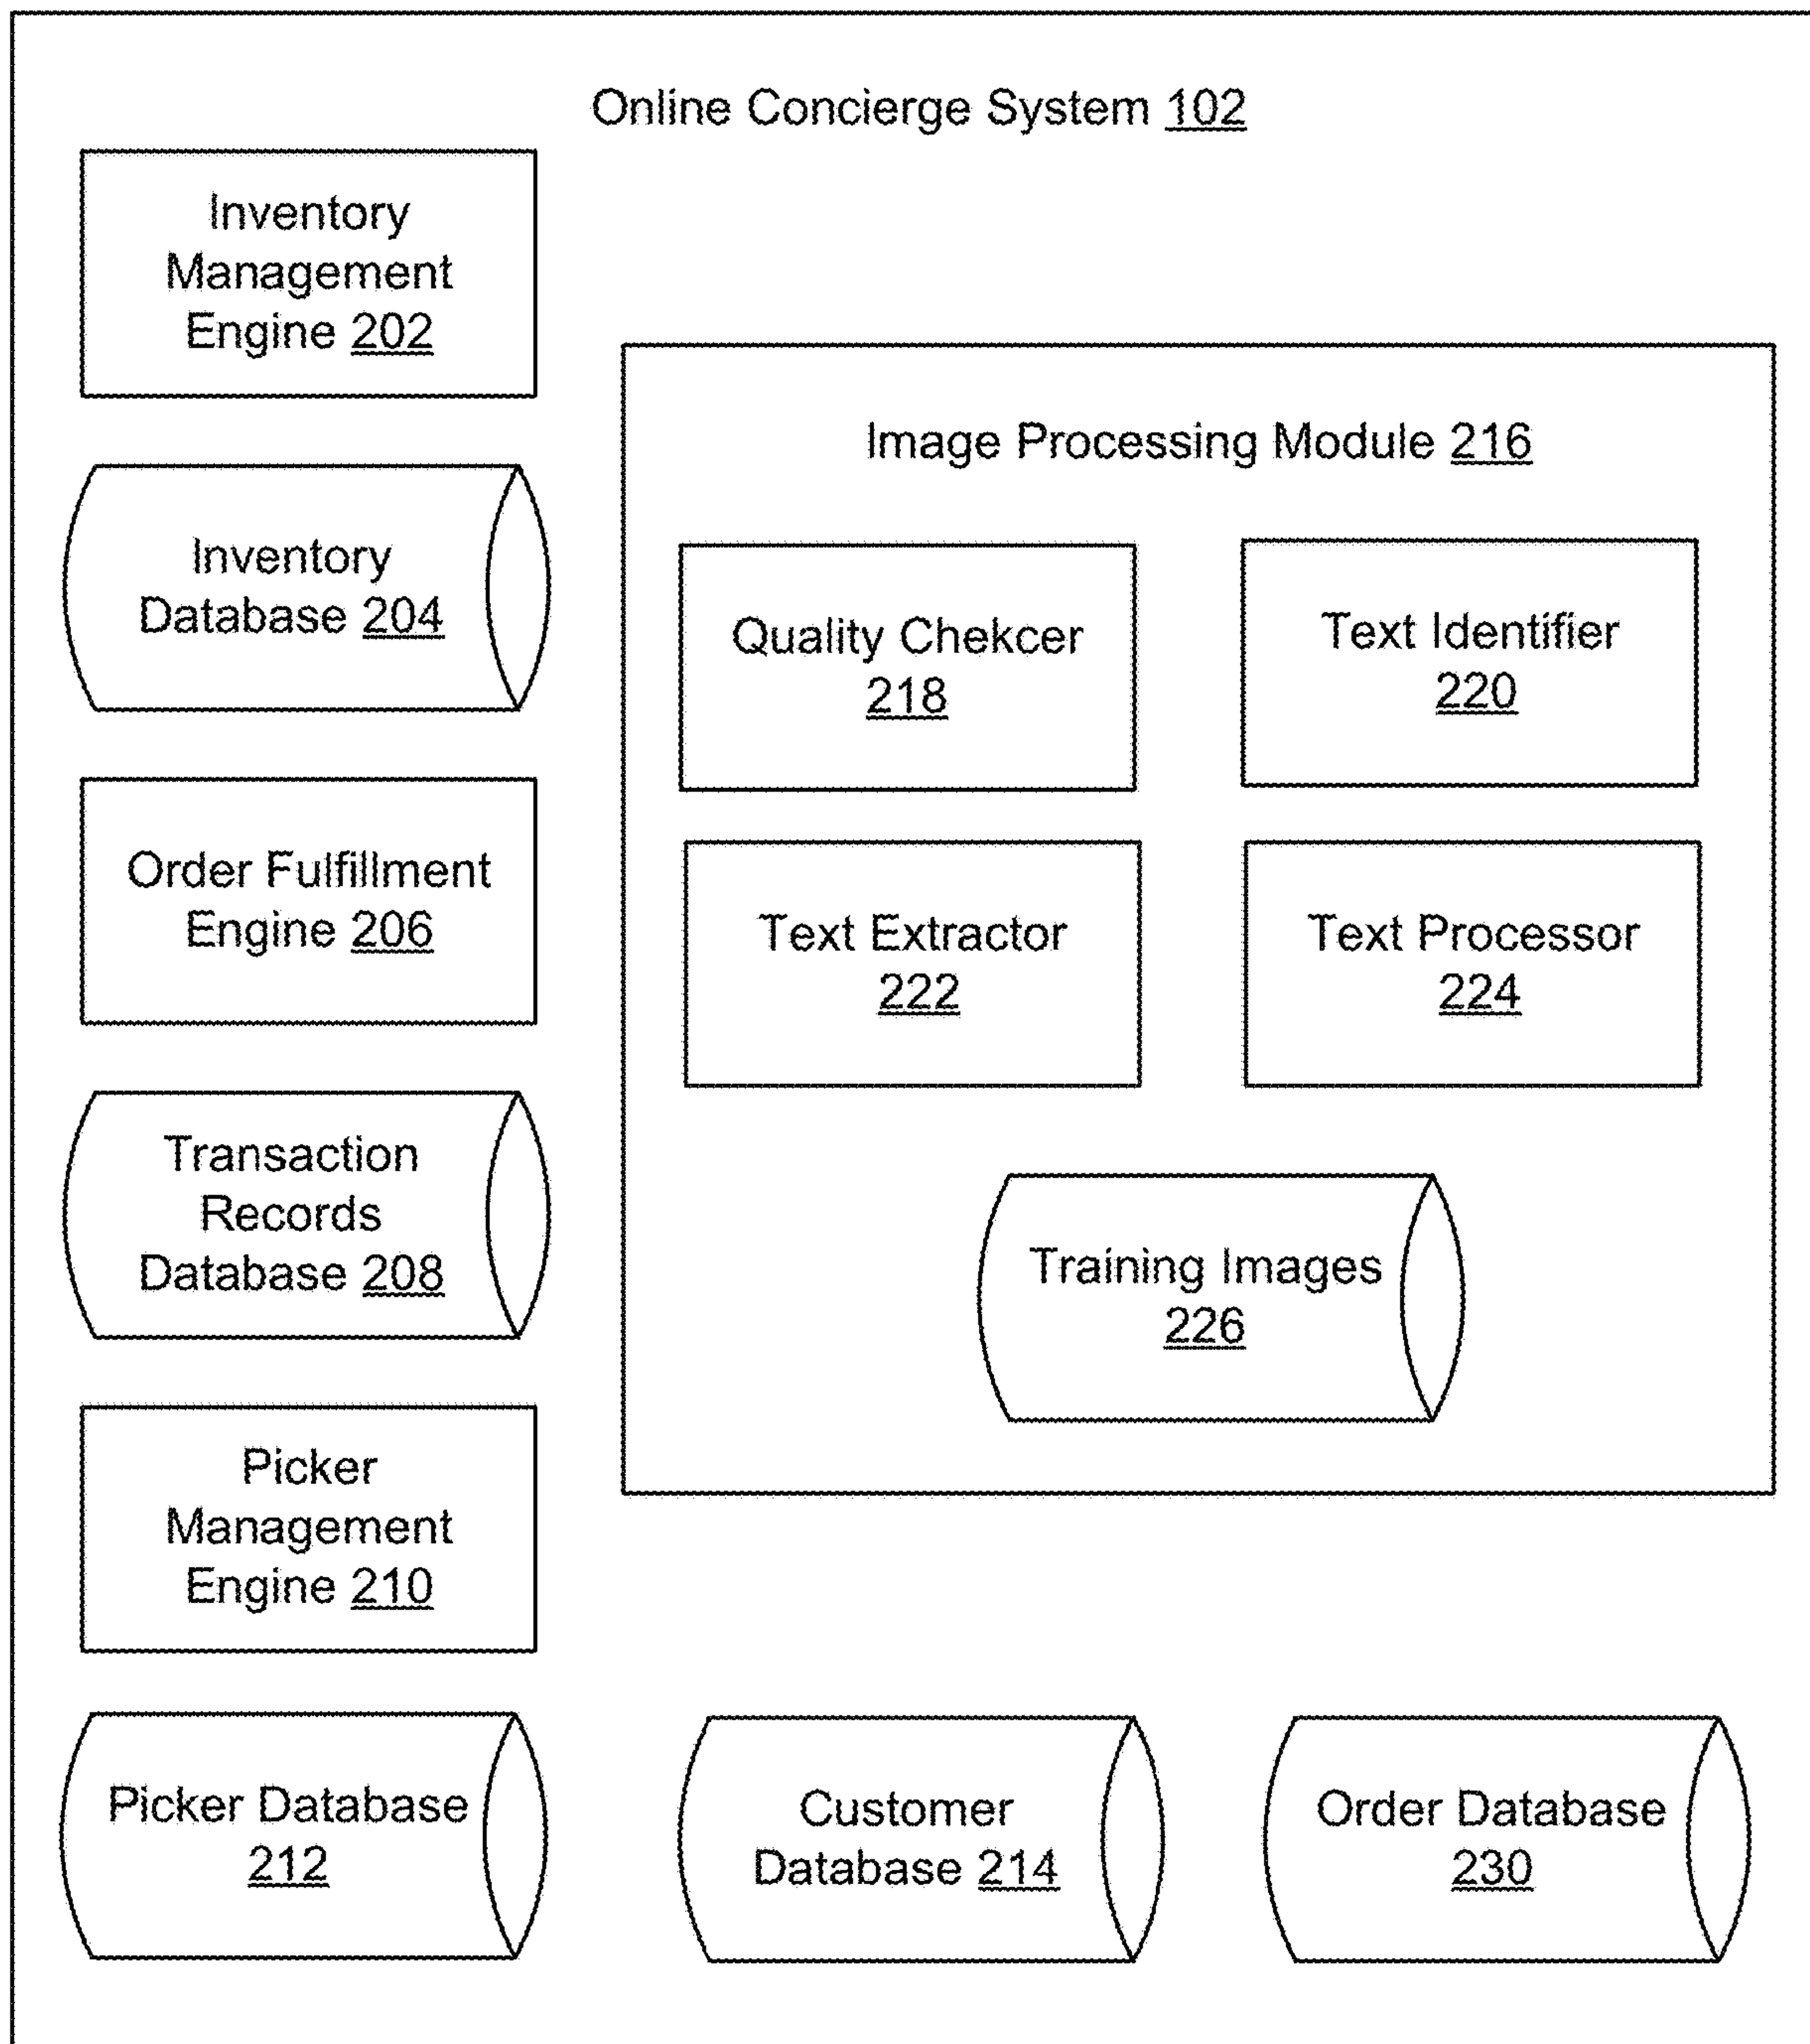 Online Concierge System 102
Inventory
Management
Engine 202
Inventory
Database 204
Order Fulfillment
Engine 206
Transaction
Records
Database 208
Picker
Management
Engine 210
Picker Database
212
Image Processing Module 216
Quality Chekcer
218
Text Identifier
220
Text Extractor
222
Text Processor
224
Training Images
226
Customer
Database 214
Order Database
230